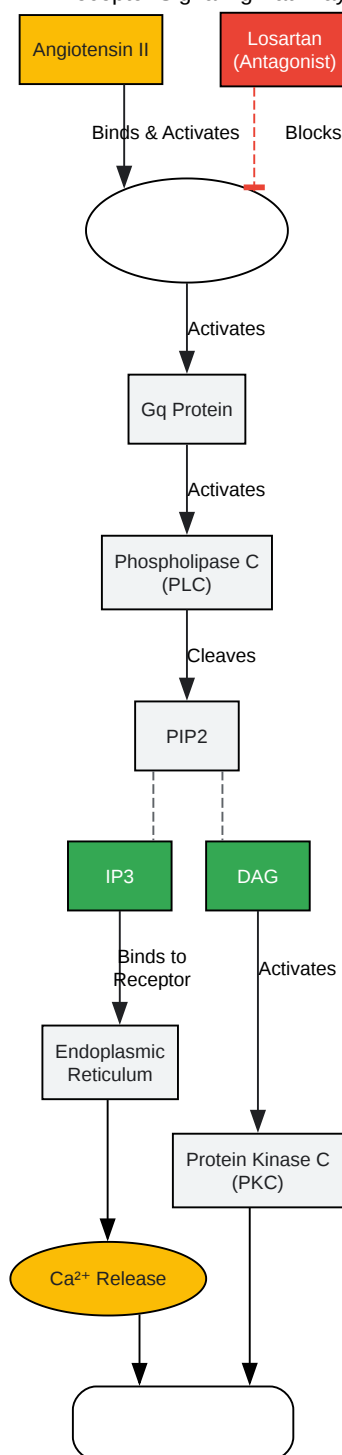 Angiotensin II
Losartan
(Antagonist)
Binds & Activates
Blocks
Activates
Gq Protein
Activates
Phospholipase C
(PLC)
Cleaves
PIP2
IP3
DAG
Binds to
Receptor
Activates
Endoplasmic
Reticulum
Protein Kinase C
(PKC)
Ca²⁺ Release